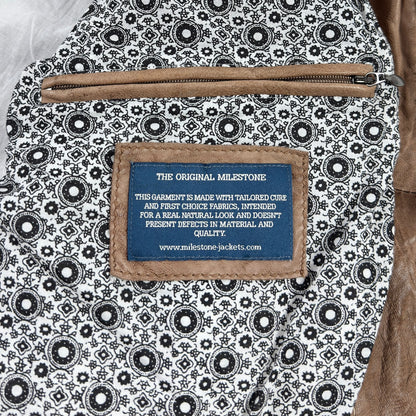 THE ORIGINAL MILESTONE
THIS GARMENT IS MADE WITH TAILORED CURE
AND FIRST CHOICE FABRICS, INTENDED
FOR A REAL NATURAL LOOK AND DOESN'T
PRESENT DEFECTS IN MATERIAL AND
QUALITY.
www.milestone-jackets.com